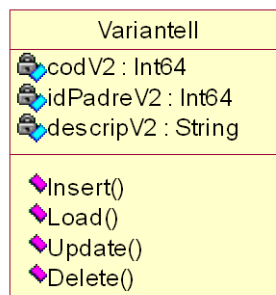 VarianteII
codV2 : Int64
idPadreV2 : Int64
descripV2 : String
Insert()
Load()
Update()
Delete()